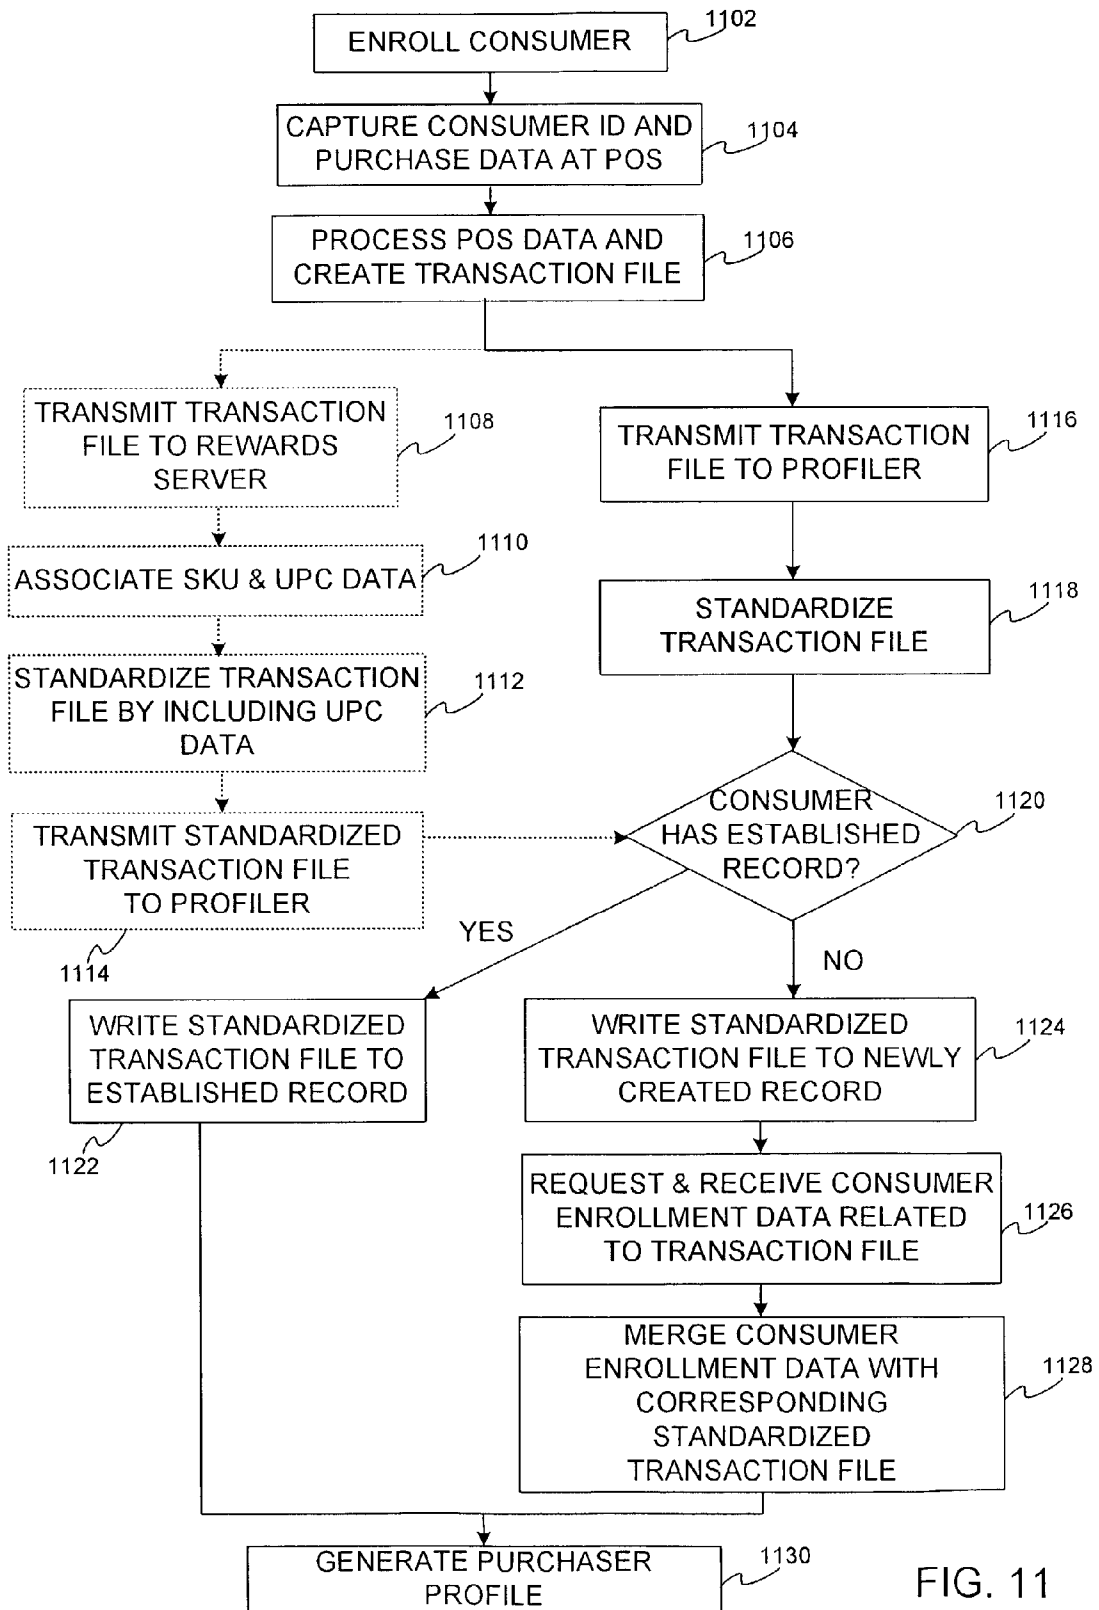 ENROLL CONSUMER
1102
CAPTURE CONSUMER ID AND
PURCHASE DATA AT POS
1104
PROCESS POS DATA AND
CREATE TRANSACTION FILE
1106
TRANSMIT TRANSACTION
FILE TO REWARDS
SERVER
1108
ASSOCIATE SKU & UPC DATA
1110
STANDARDIZE TRANSACTION
FILE BY INCLUDING UPC
DATA
1112
TRANSMIT STANDARDIZED
TRANSACTION FILE
TO PROFILER
1114
TRANSMIT TRANSACTION
FILE TO PROFILER
1116
STANDARDIZE
TRANSACTION FILE
1118
CONSUMER
HAS ESTABLISHED
RECORD?
1120
YES
NO
WRITE STANDARDIZED
TRANSACTION FILE TO
ESTABLISHED RECORD
1122
WRITE STANDARDIZED
TRANSACTION FILE TO NEWLY
CREATED RECORD
1124
REQUEST & RECEIVE CONSUMER
ENROLLMENT DATA RELATED
TO TRANSACTION FILE
1126
MERGE CONSUMER
ENROLLMENT DATA WITH
CORRESPONDING
STANDARDIZED
TRANSACTION FILE
1128
GENERATE PURCHASER
PROFILE
1130
FIG. 11